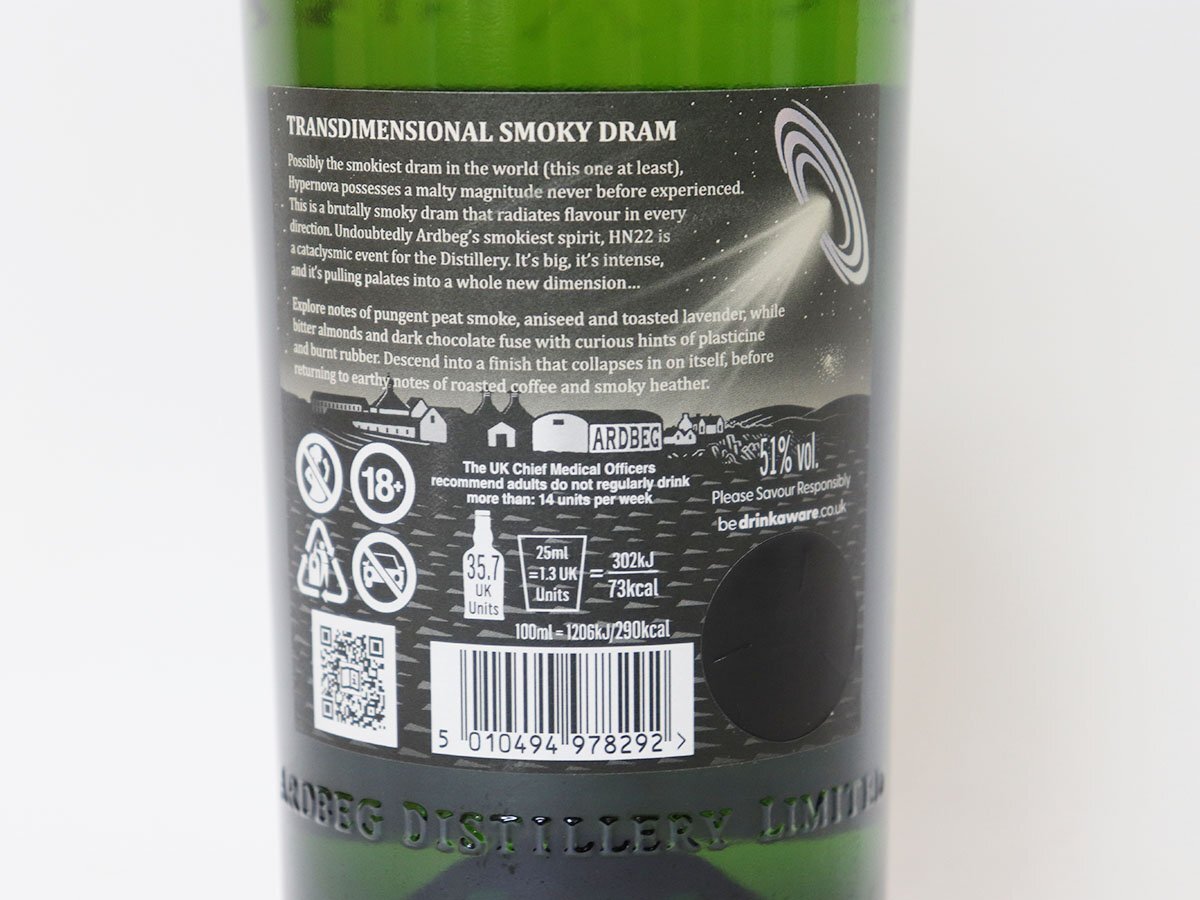 TRANSDIMENSIONAL SMOKY DRAM
Possibly the smokiest dram in the world (this one at least),
Hypernova possesses a malty magnitude never before experienced.
This is a brutally smoky dram that radiates flavour in every
direction. Undoubtedly Ardbeg's smokiest spirit, HN22 is
a cataclysmic event for the Distillery. It's big, it's intense,
and it's pulling palates into a whole new dimension...
Explore notes of pungent peat smoke, aniseed and toasted lavender, while
bitter almonds and dark chocolate fuse with curious hints of plasticine
and burnt rubber. Descend into a finish that collapses in on itself, before
returning to earthy notes of roasted coffee and smoky heather.
ARDBEG
18+
The UK Chief Medical Officers
recommend adults do not regularly drink
more than: 14 units per week
51% vol.
Please Savour Responsibly
be drinkaware.co.uk
35.7
UK
Units
25ml
=1.3 UK
Units
=
302kJ
73kcal
100ml = 1206kJ/290kcal
5 010494 978292 >
ARDBEG DISTILLERY LIMITED